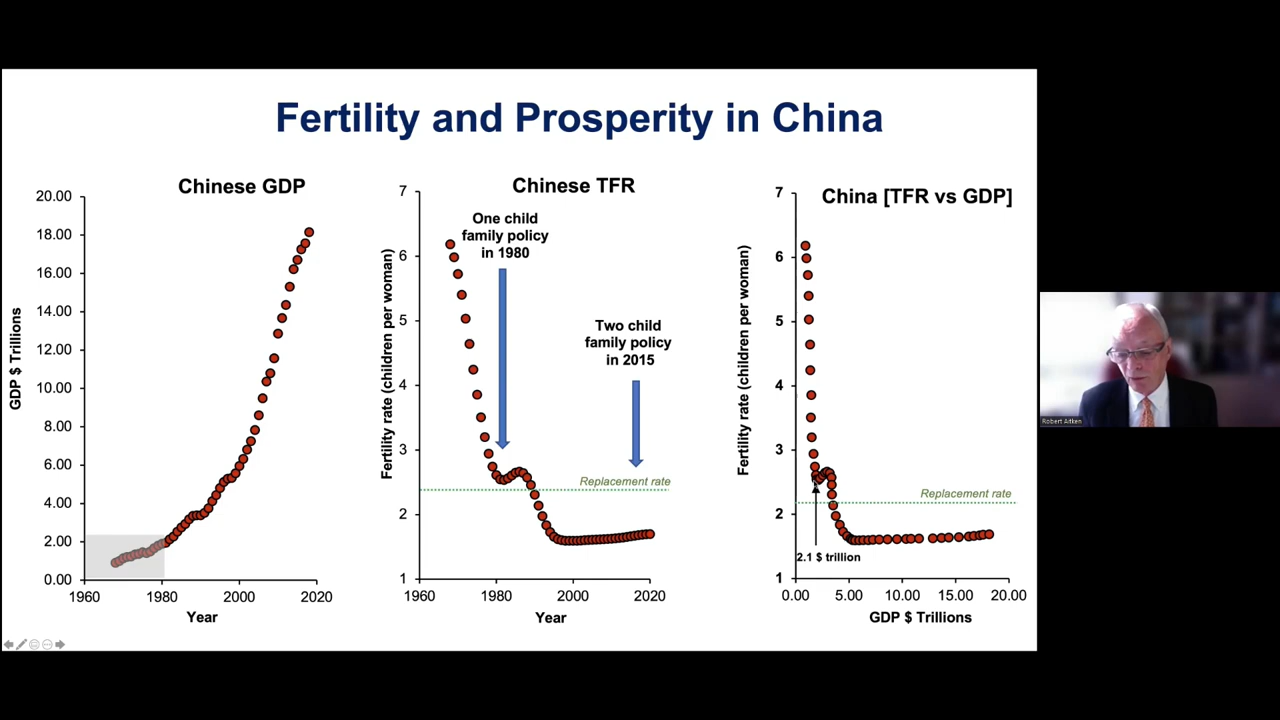 Fertility and Prosperity in China
Chinese GDP
20.00
18.00
16.00
14.00
12.00
10.00
8.00
6.00
4.00
2.00
0.00
GDP $ Trillions
1960
1980
2000
2020
Year
Chinese TFR
7
6
5
4
3
2
1
Fertility rate (children per woman)
One child
family policy
in 1980
Two child
family policy
in 2015
Replacement rate
1960
1980
2000
2020
Year
China [TFR vs GDP]
7
6
5
4
3
2
1
Fertility rate (children per woman)
Replacement rate
2.1 $ trillion
0.00
5.00
10.00
15.00
20.00
GDP $ Trillions
Robert Aitken